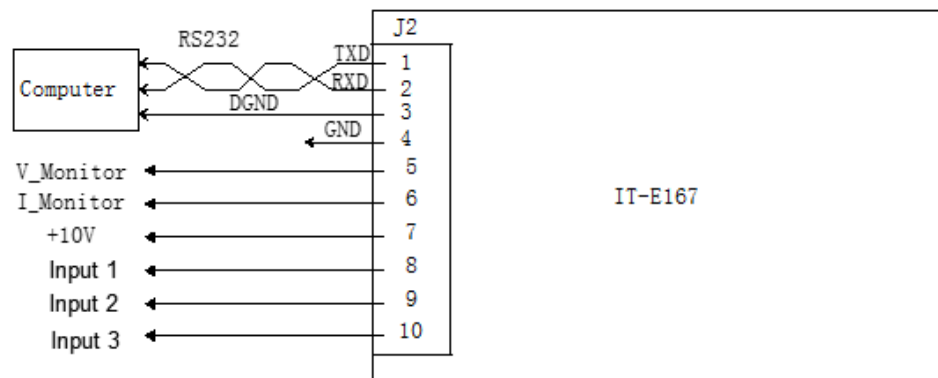 J2
RS232
TXD
1
Computer
RXD
2
DGND
3
GND
4
V_Monitor
5
I_Monitor
6
IT-E167
+10V
7
Input 1
8
Input 2
9
Input 3
10